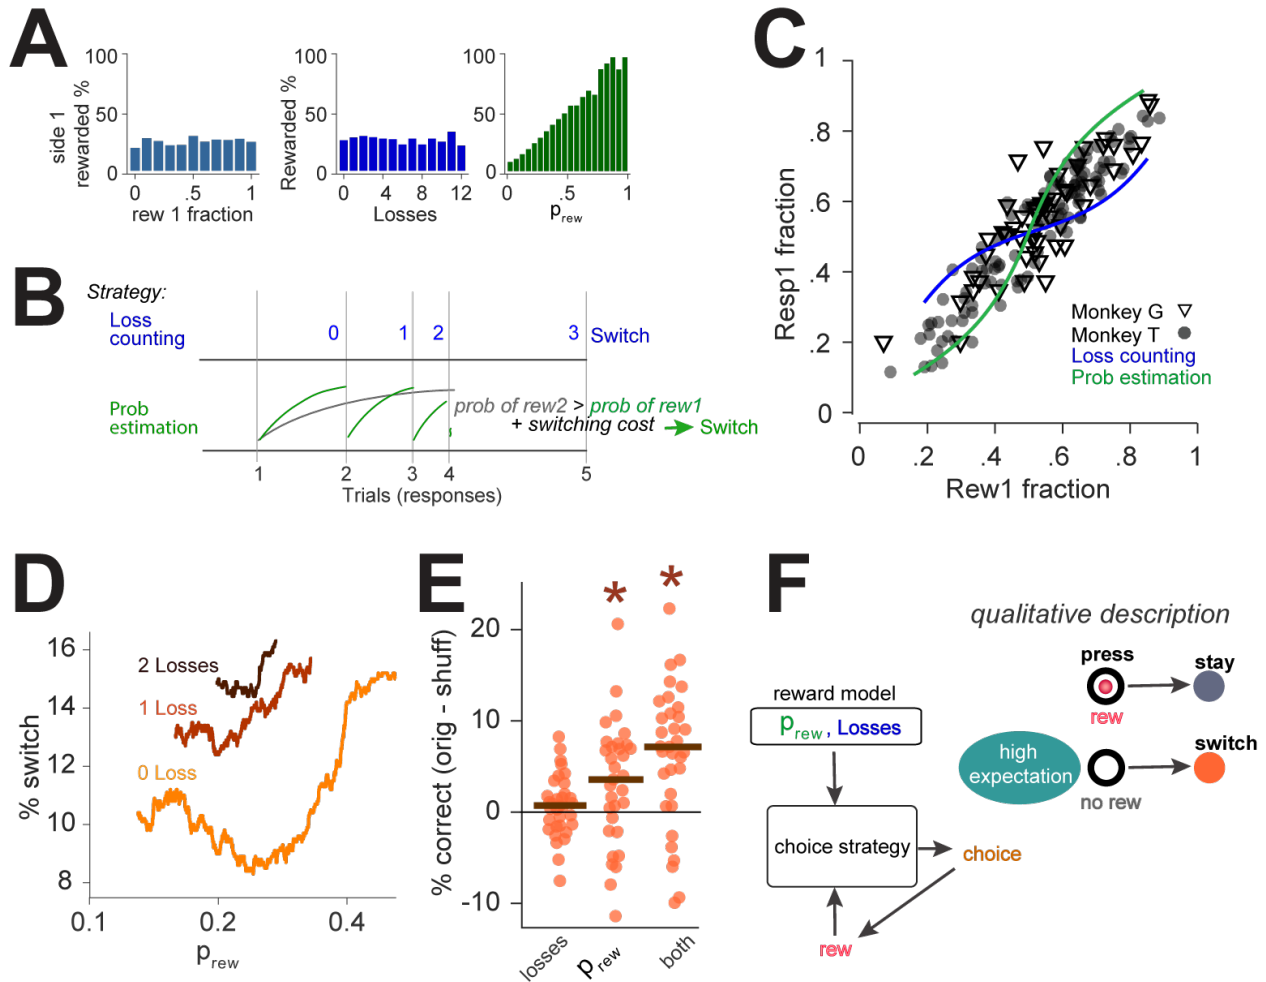 A
100
50
0
side 1
rewarded %
0
.5
1
rew 1 fraction
100
50
0
Rewarded %
0
4
8
12
Losses
100
50
0
0
.5
1
p rew
B
Strategy:
Loss
counting
0
1
2
3
Switch
Prob
estimation
prob of rew2 > prob of rew1
+ switching cost
Switch
1
2
3
4
5
Trials (responses)
C
1
.8
.6
.4
.2
0
Resp1 fraction
Monkey G
Monkey T
Loss counting
Prob estimation
0
.2
.4
.6
.8
1
Rew1 fraction
D
16
14
12
10
8
% switch
2 Losses
1 Loss
0 Loss
0.1
0.2
0.4
p rew
E
% correct (orig - shuff)
20
10
0
-10
*
*
losses
p rew
both
F
qualitative description
reward model
p rew , Losses
choice strategy
choice
rew
press
rew
stay
high
expectation
no rew
switch